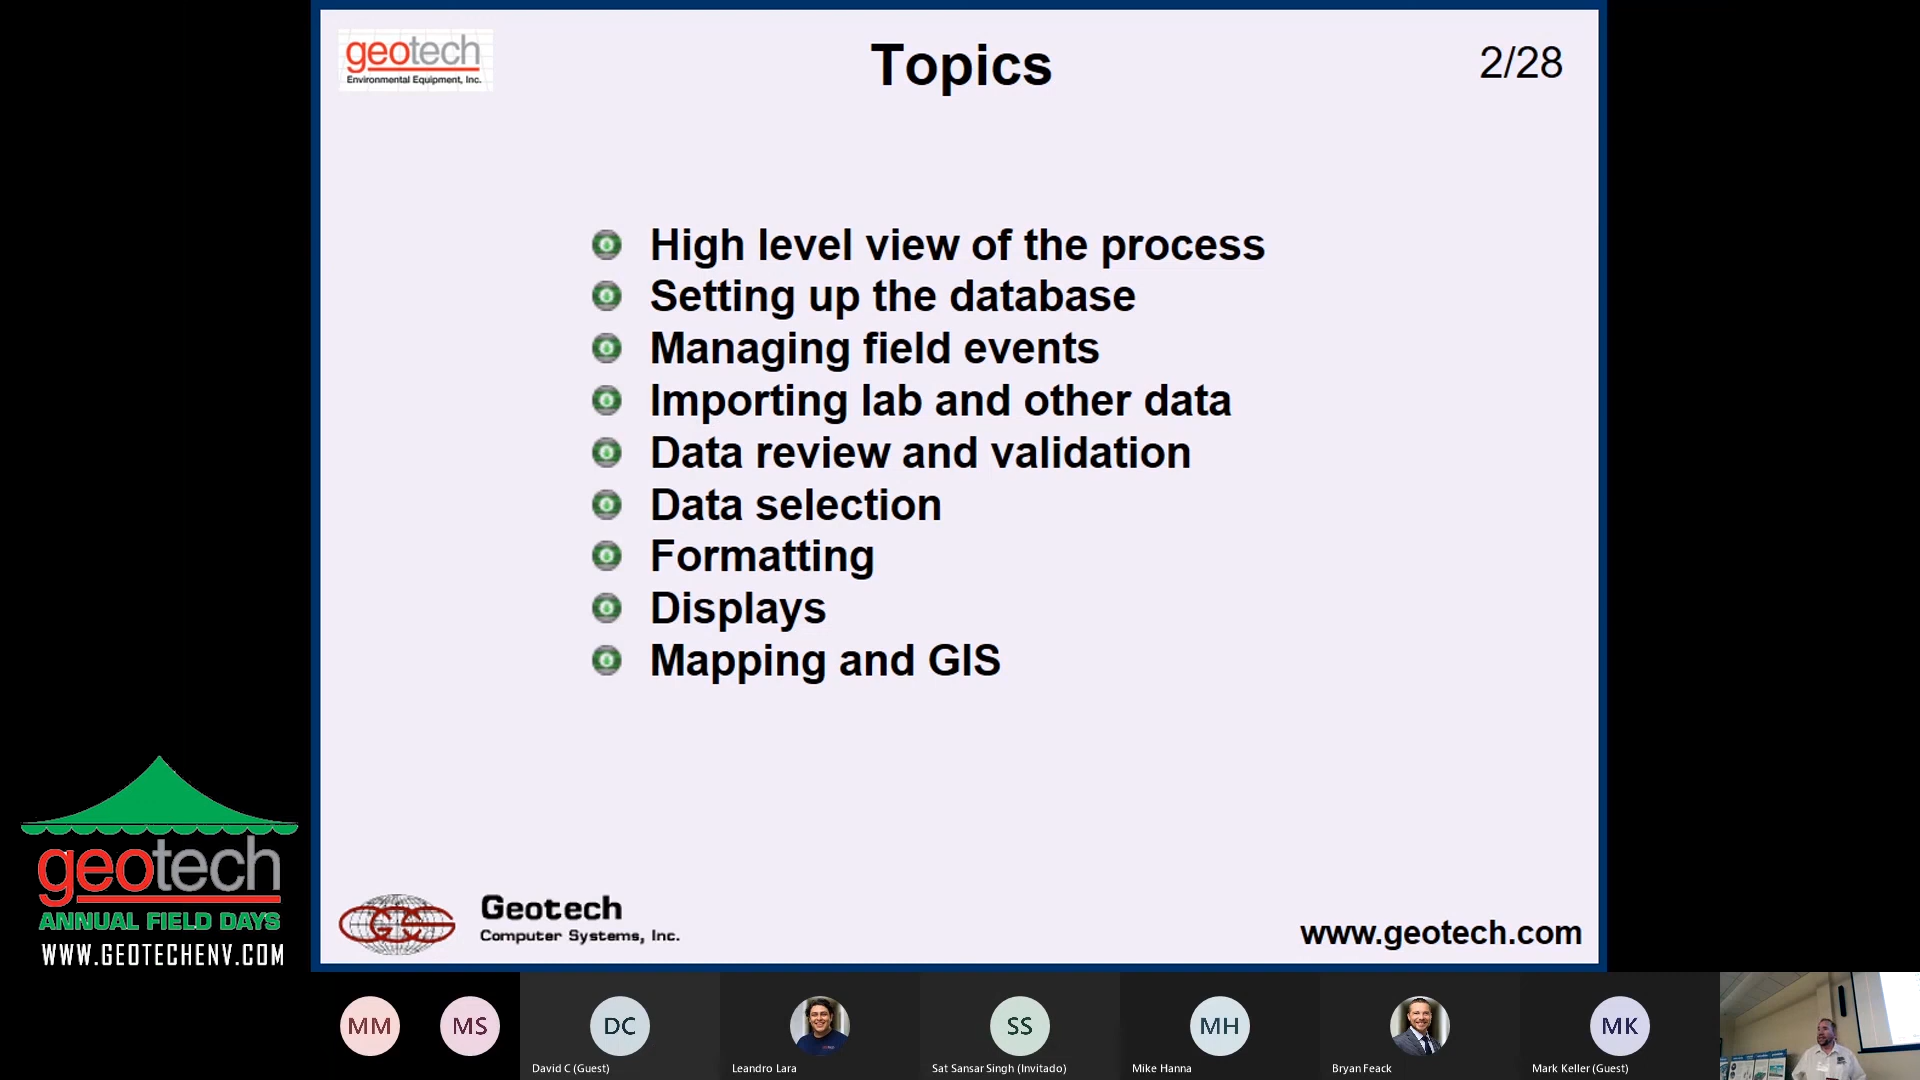 geotech
Environmental Equipment, Inc.
Topics
2/28
High level view of the process
Setting up the database
Managing field events
Importing lab and other data
Data review and validation
Data selection
Formatting
Displays
Mapping and GIS
geotech
ANNUAL FIELD DAYS
WWW.GEOTECHENV.COM
GCS
Geotech
Computer Systems, Inc.
www.geotech.com
MM
MS
DC
SS
MH
MK
David C (Guest)
Leandro Lara
Sat Sansar Singh (Invitado)
Mike Hanna
Bryan Feack
Mark Keller (Guest)